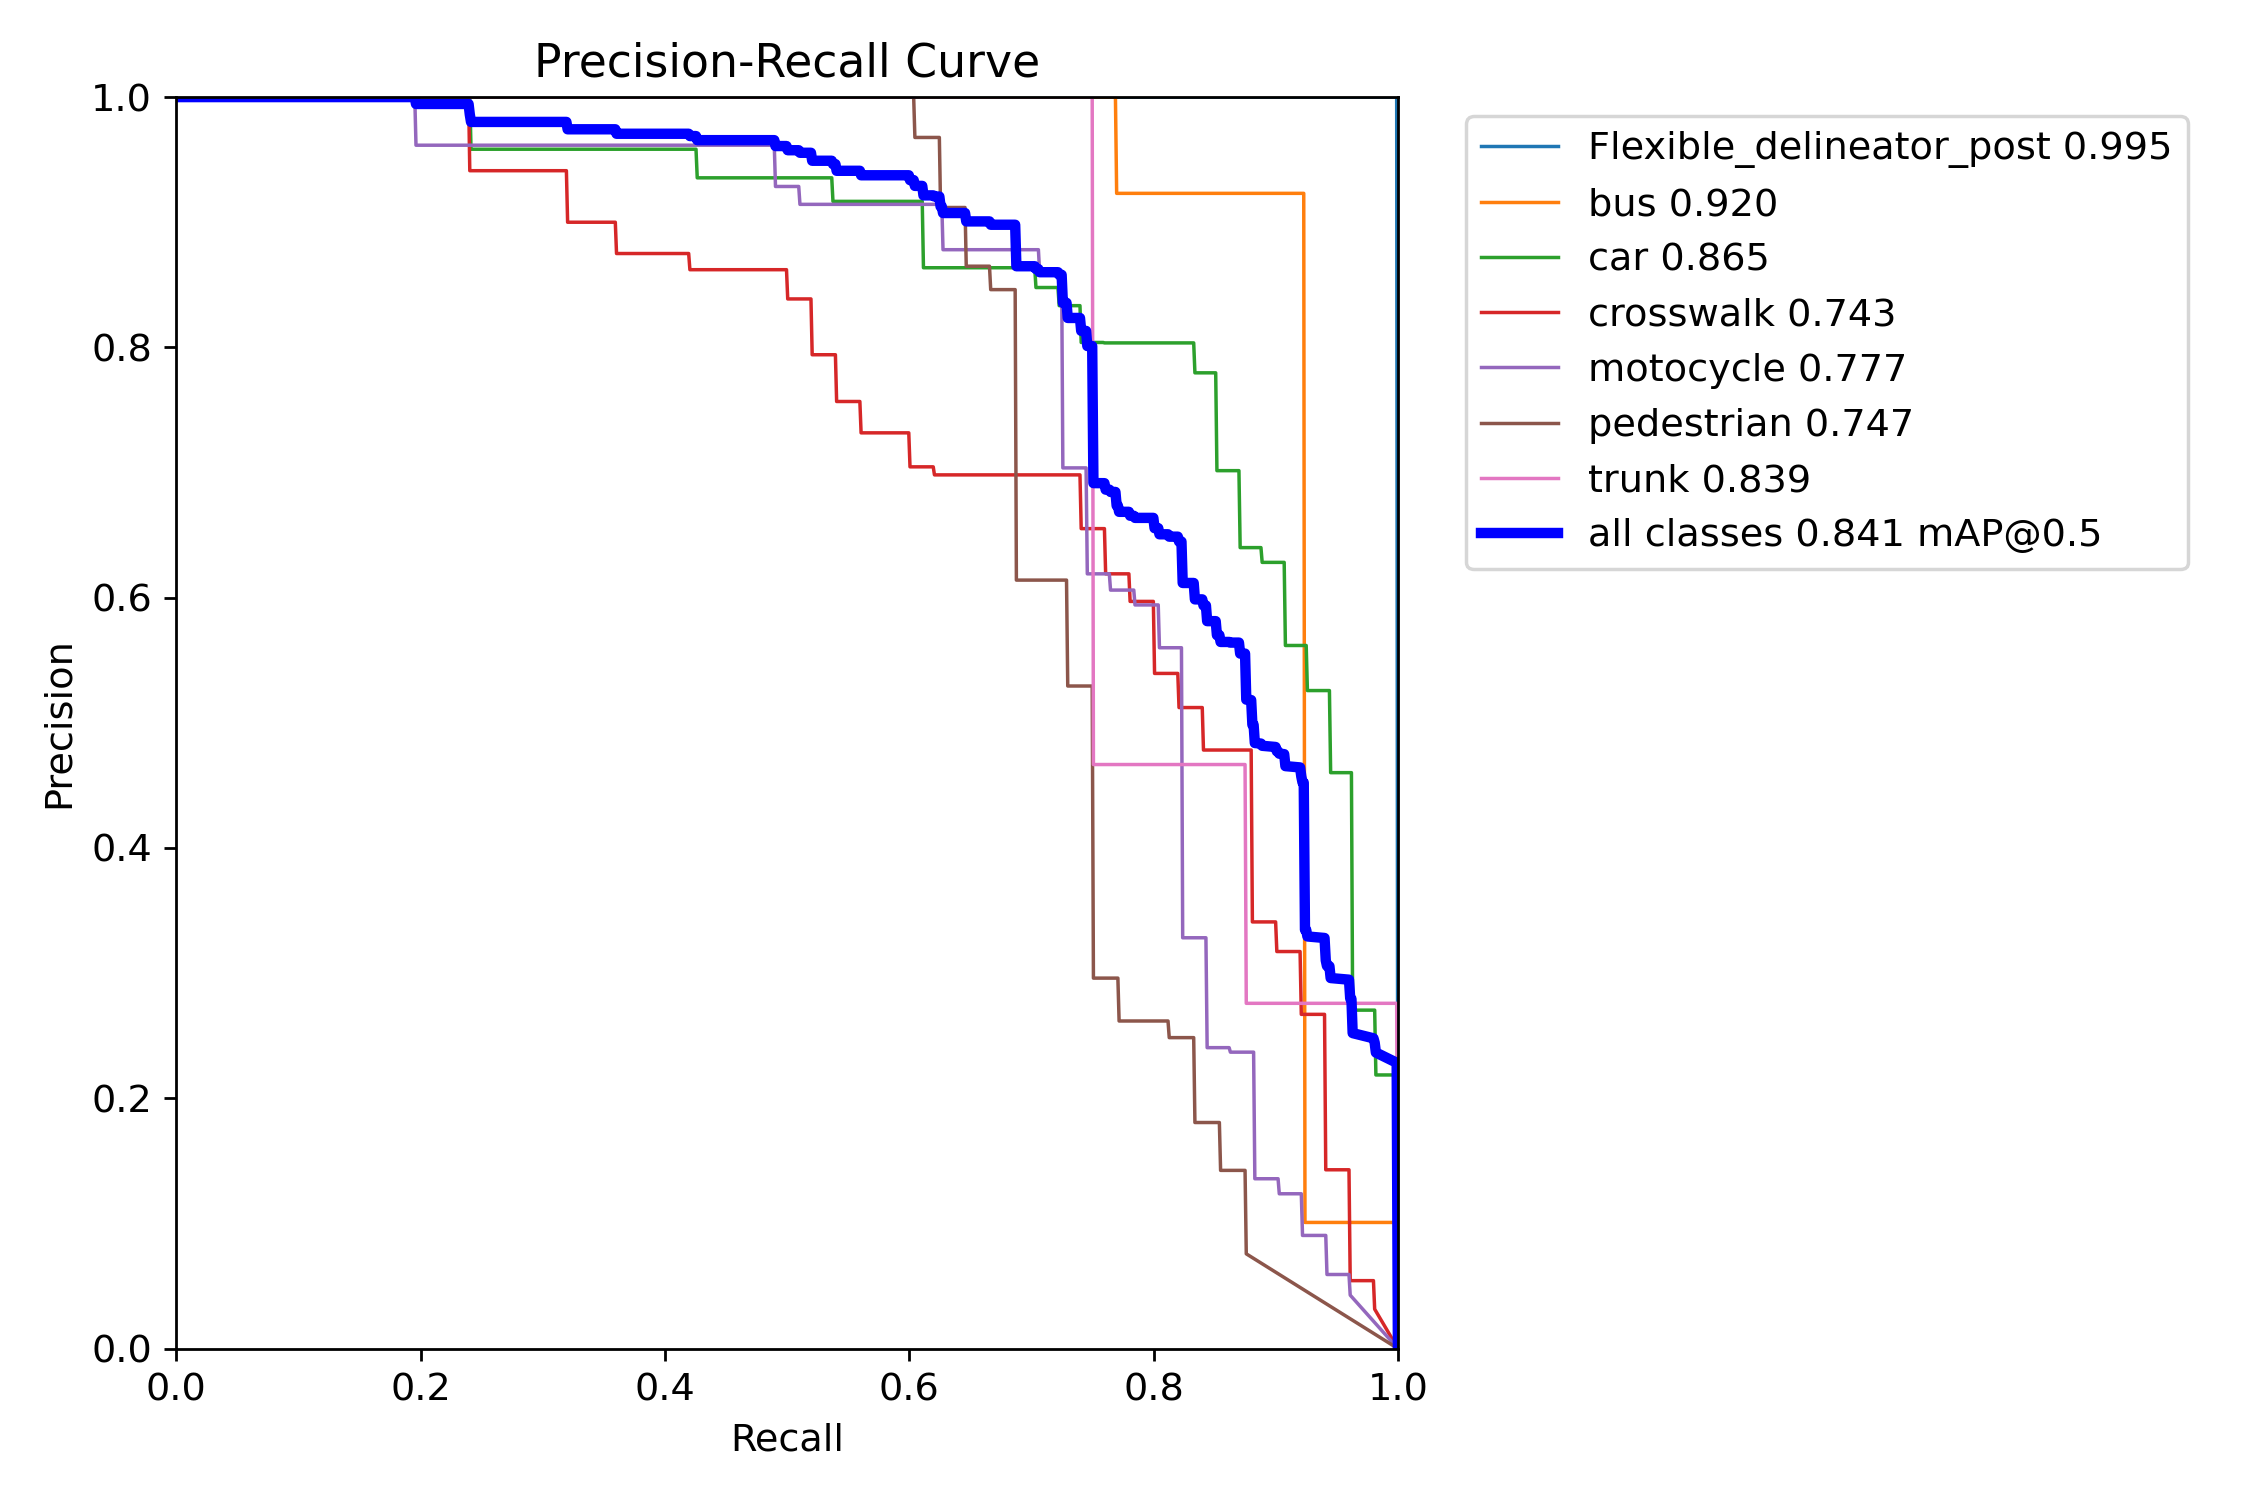 Precision-Recall Curve
1.0
0.8
0.6
0.4
0.2
0.0
Precision
0.0 0.2 0.4 0.6 0.8 1.0
Recall
Flexible_delineator_post 0.995
bus 0.920
car 0.865
crosswalk 0.743
motocycle 0.777
pedestrian 0.747
trunk 0.839
all classes 0.841 mAP@0.5